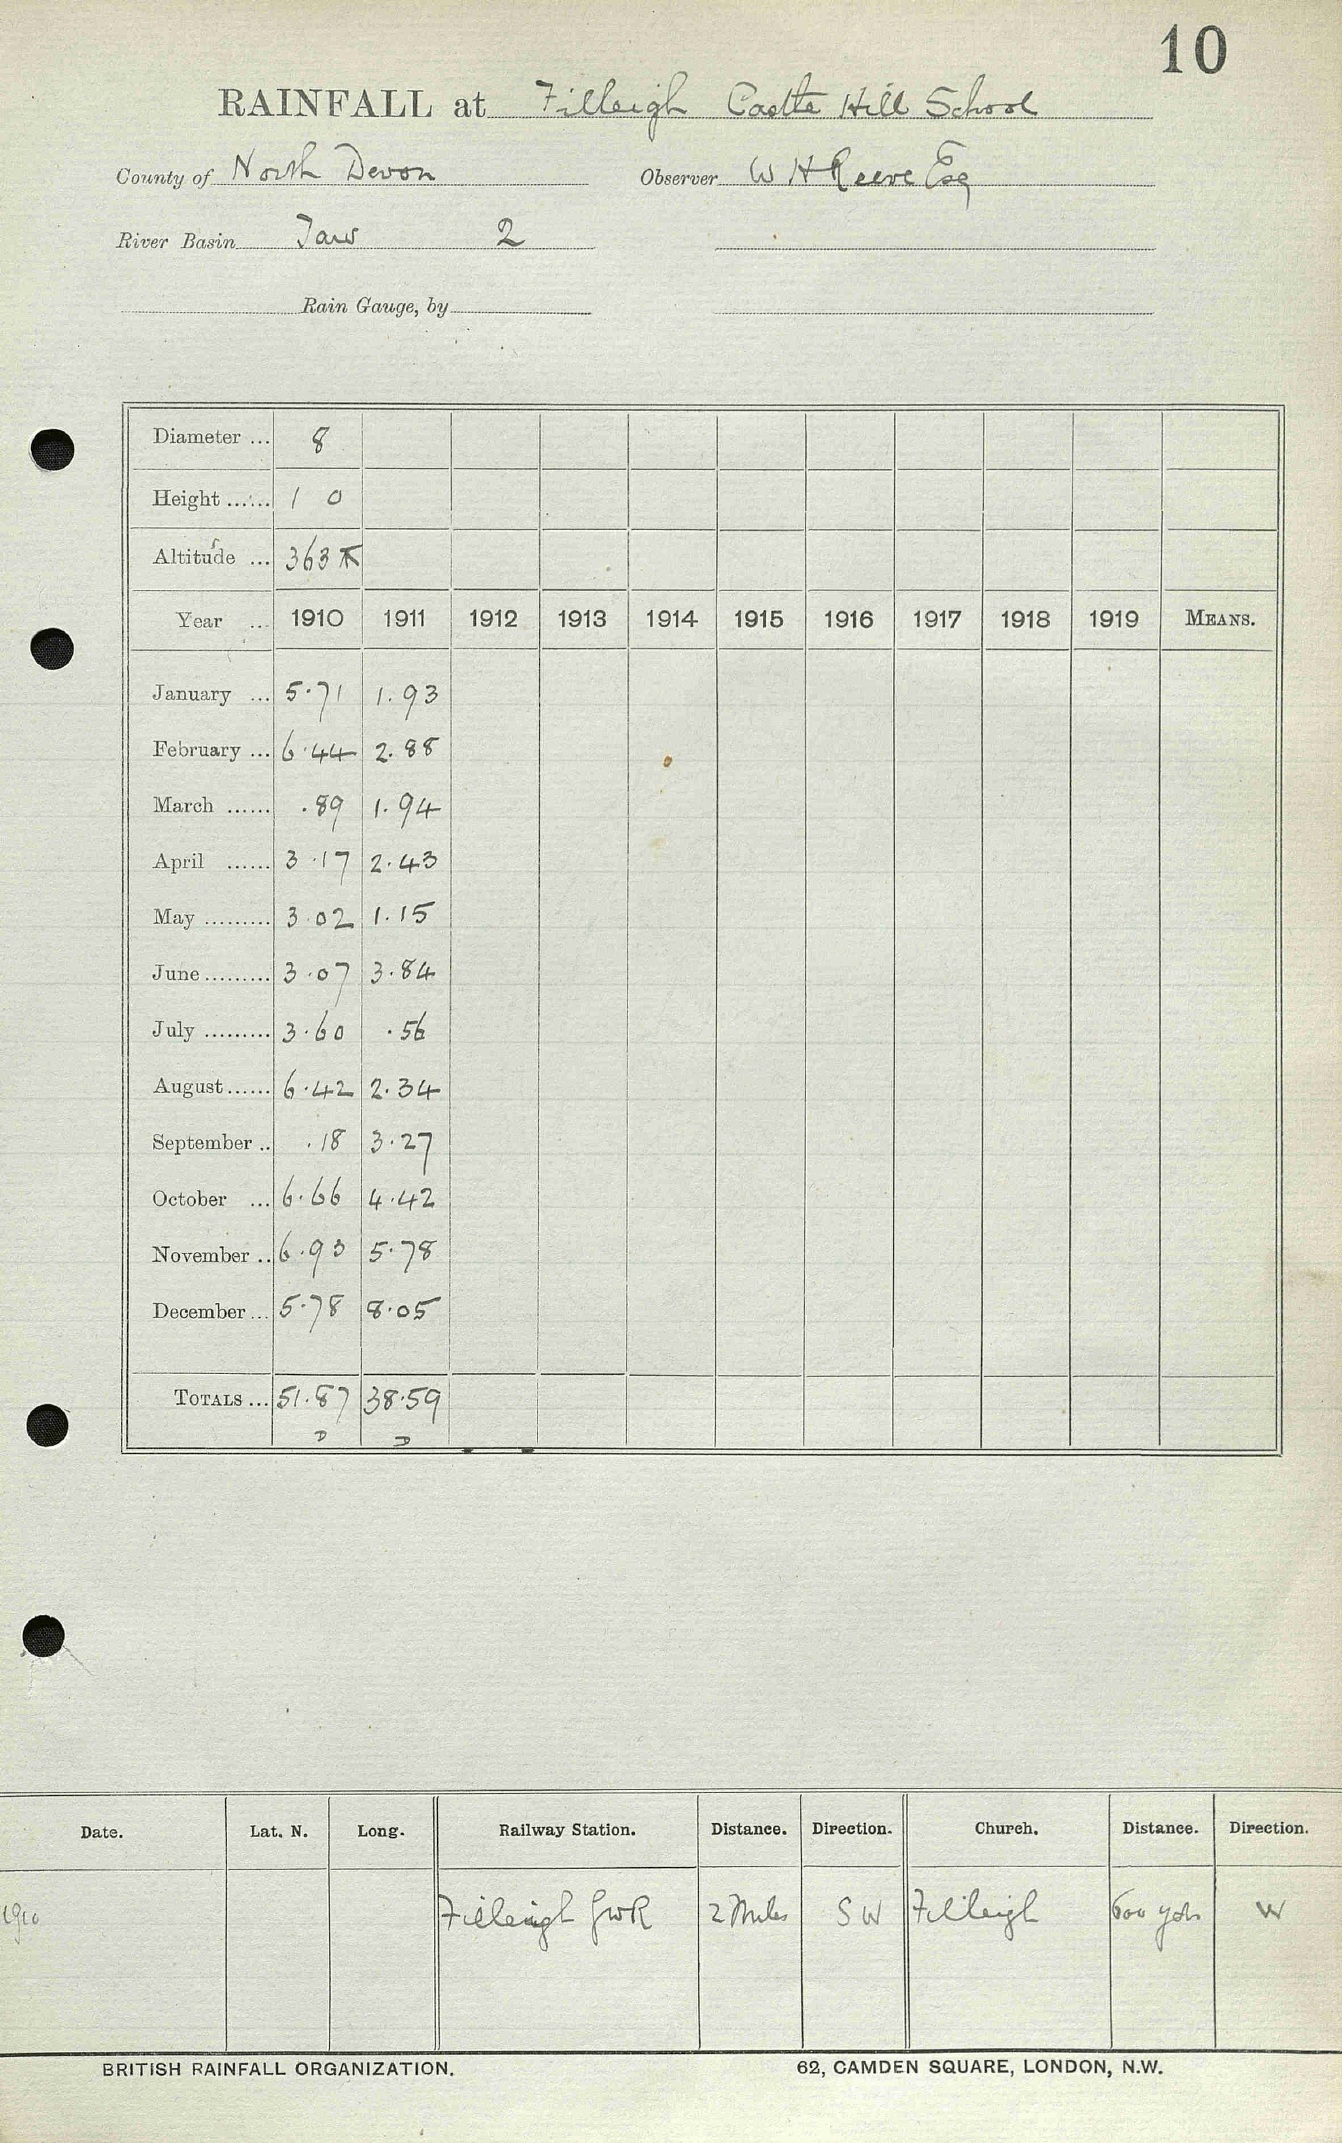 10
RAINFALL at Filleigh Castle Hill School
County of North Devon Observer W H Reeve Esq
River Basin Taw 2
Rain Gauge, by
Diameter ... 8
Height ...... 1 0
Altitude ... 363
Year ... 1910 1911 1912 1913 1914 1915 1916 1917 1918 1919 MEANS.
January ... 5.71 1.93
February ... 6.44 2.88
March ...... .89 1.94
April ...... 3.17 2.43
May ......... 3.02 1.15
June ......... 3.07 3.84
July ......... 3.60 .56
August ...... 6.42 2.34
September .. .18 3.27
October ... 6.66 4.42
November .. 6.93 5.78
December ... 5.78 8.05
TOTALS ... 51.87 38.59
D D
Date. Lat. N. Long. Railway Station. Distance. Direction. Church. Distance. Direction.
1910 Filleigh GWR 2 Miles SW Filleigh 600 yds W
BRITISH RAINFALL ORGANIZATION. 62, CAMDEN SQUARE, LONDON, N.W.